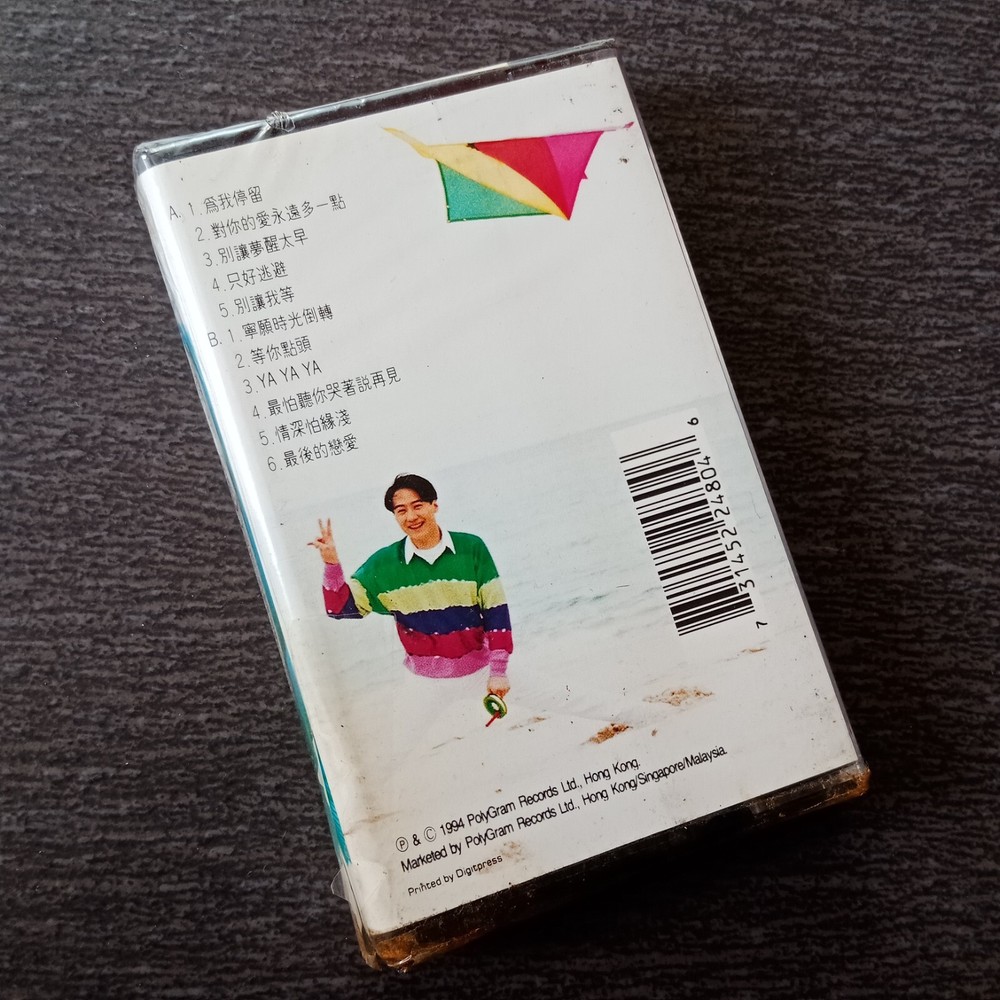 A. 1.為我停留
2.對你的愛永遠多一點
3.別讓夢醒太早
4.只好逃避
5.別讓我等
B. 1.寧願時光倒轉
2.等你點頭
3.YA YA YA
4.最怕聽你哭著說再見
5.情深怕緣淺
6.最後的戀愛
7 31452 24804 6
Ⓟ & Ⓒ 1994 PolyGram Records Ltd., Hong Kong.
Marketed by PolyGram Records Ltd., Hong Kong/Singapore/Malaysia.
Printed by Digitpress